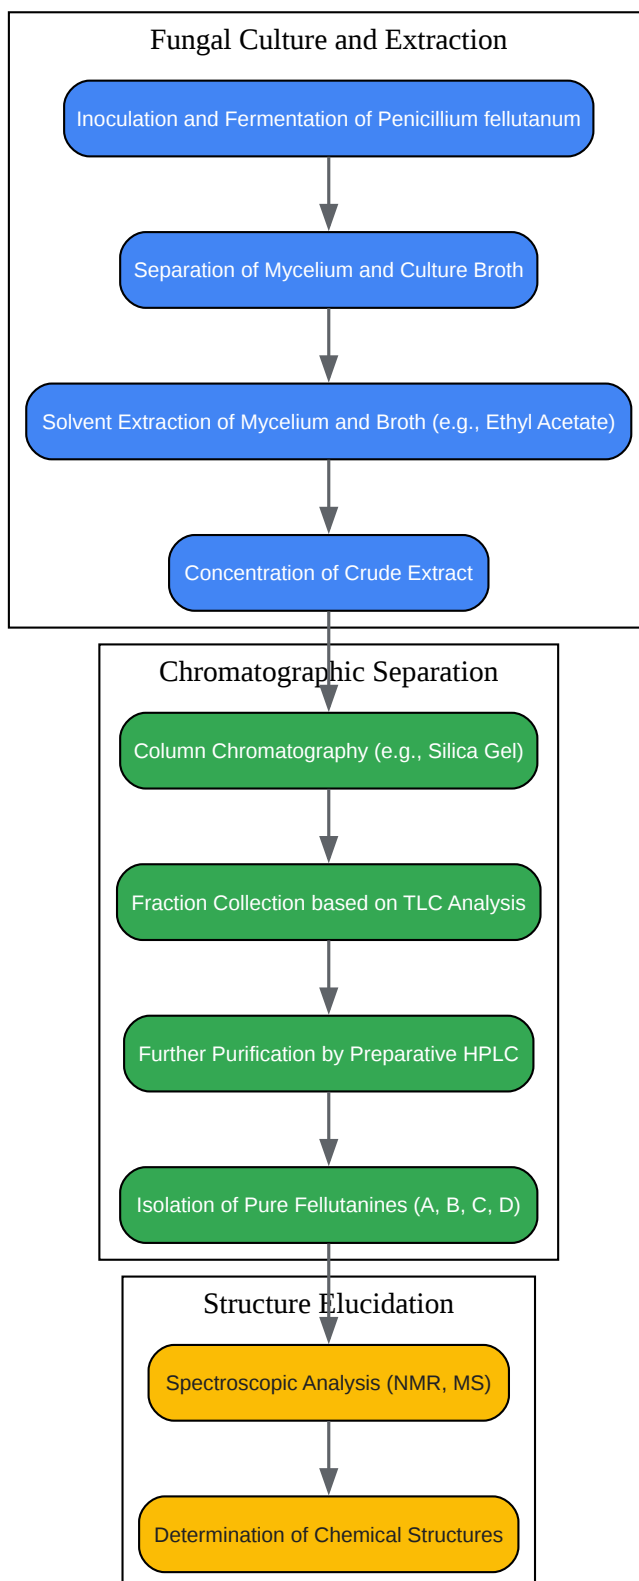 Fungal Culture and Extraction
Inoculation and Fermentation of Penicillium fellutanum
Separation of Mycelium and Culture Broth
Solvent Extraction of Mycelium and Broth (e.g., Ethyl Acetate)
Concentration of Crude Extract
Chromatographic Separation
Column Chromatography (e.g., Silica Gel)
Fraction Collection based on TLC Analysis
Further Purification by Preparative HPLC
Isolation of Pure Fellutanines (A, B, C, D)
Structure Elucidation
Spectroscopic Analysis (NMR, MS)
Determination of Chemical Structures